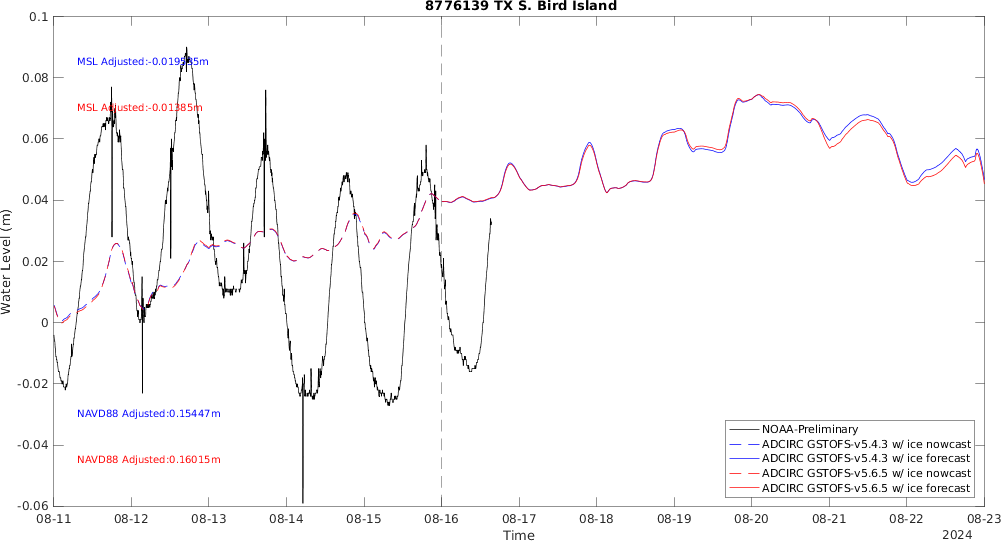 8776139 TX S. Bird Island
0.1
0.08
0.06
0.04
0.02
0
-0.02
-0.04
-0.06
Water Level (m)
MSL Adjusted:-0.019535m
MSL Adjusted:-0.01385m
NAVD88 Adjusted:0.15447m
NAVD88 Adjusted:0.16015m
NOAA-Preliminary
ADCIRC GSTOFS-v5.4.3 w/ ice nowcast
ADCIRC GSTOFS-v5.4.3 w/ ice forecast
ADCIRC GSTOFS-v5.6.5 w/ ice nowcast
ADCIRC GSTOFS-v5.6.5 w/ ice forecast
08-11 08-12 08-13 08-14 08-15 08-16 08-17 08-18 08-19 08-20 08-21 08-22 08-23
Time
2024